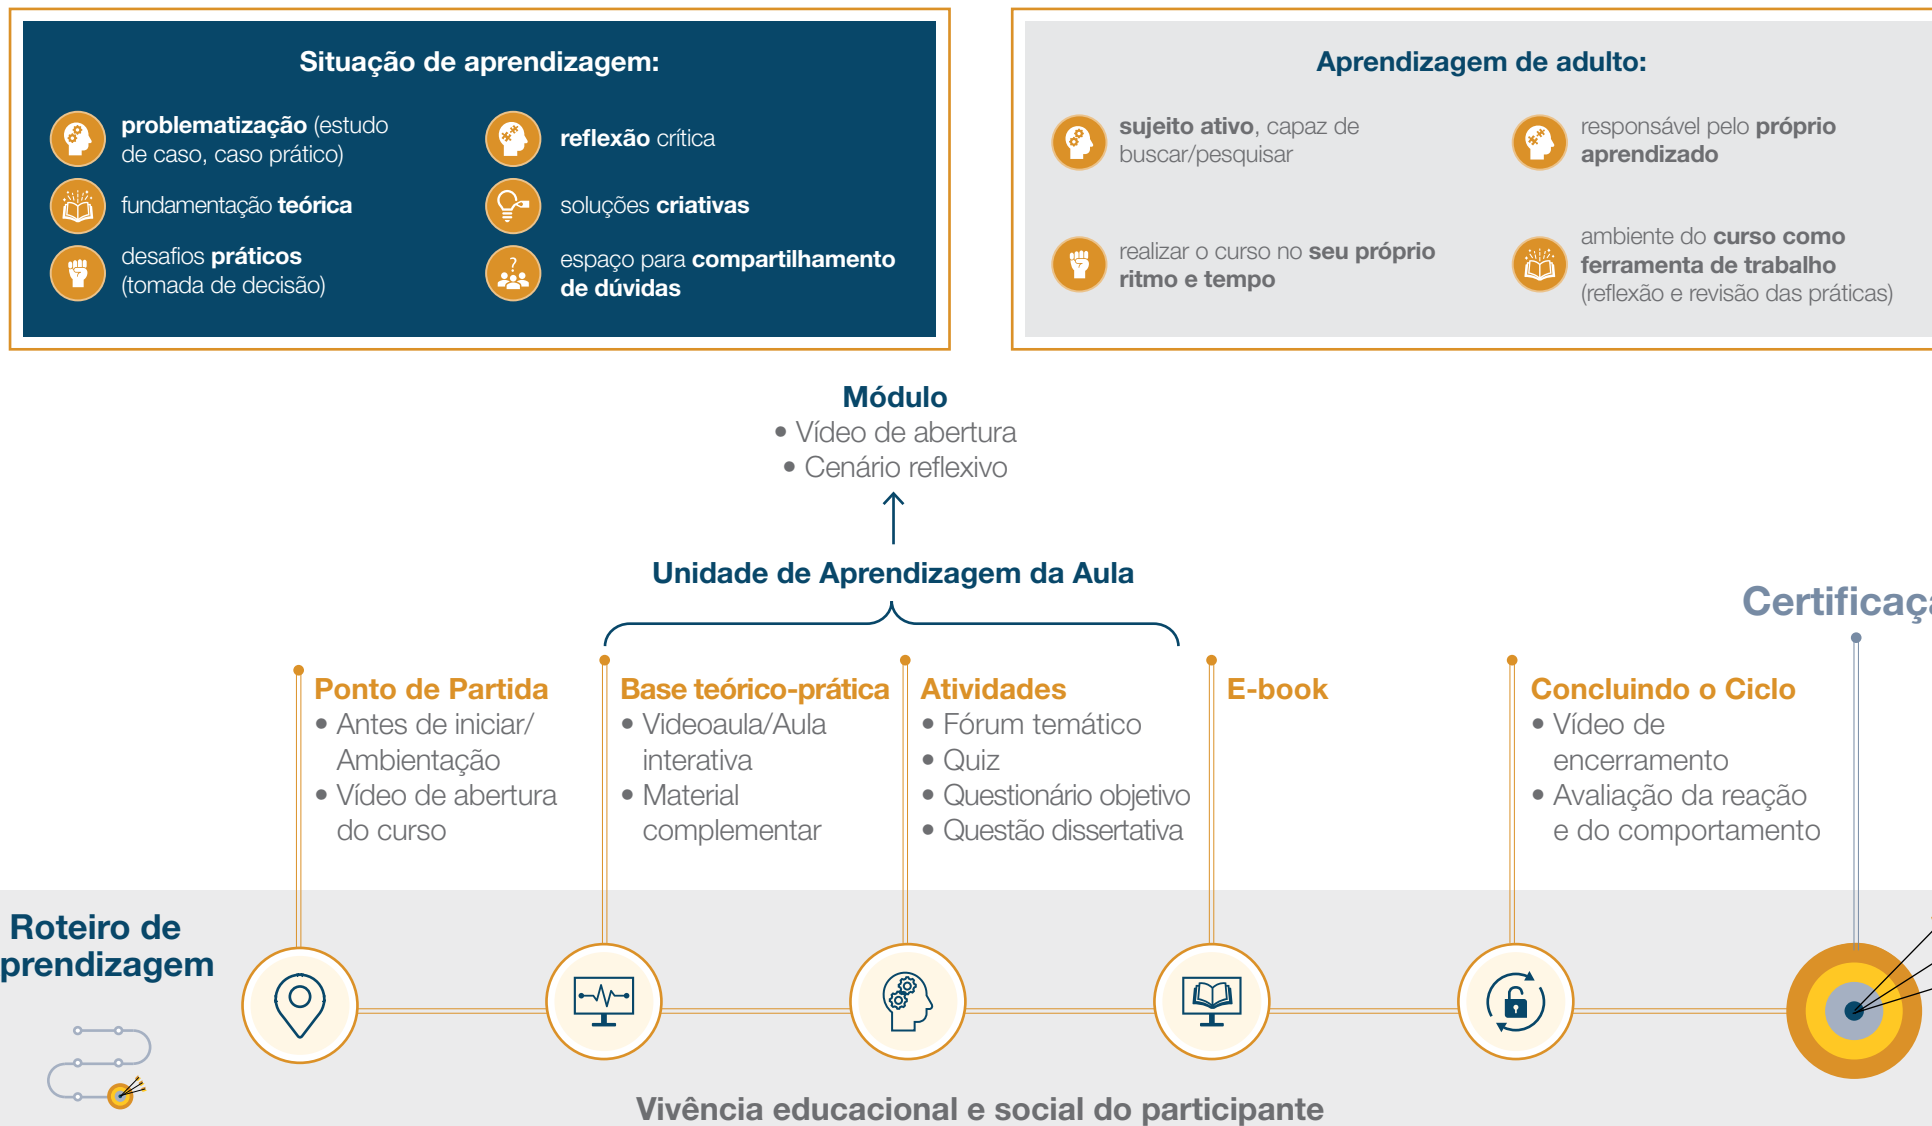 Situação de aprendizagem:
problematização (estudo
de caso, caso prático)
fundamentação teórica
desafios práticos
(tomada de decisão)
reflexão crítica
soluções criativas
?
espaço para compartilhamento
de dúvidas
Aprendizagem de adulto:
sujeito ativo, capaz de
buscar/pesquisar
realizar o curso no seu próprio
ritmo e tempo
responsável pelo próprio
aprendizado
ambiente do curso como
ferramenta de trabalho
(reflexão e revisão das práticas)
Módulo
• Vídeo de abertura
• Cenário reflexivo
Unidade de Aprendizagem da Aula
Ponto de Partida
• Antes de iniciar/
Ambientação
• Vídeo de abertura
do curso
Base teórico-prática
• Videoaula/Aula
interativa
• Material
complementar
Atividades
• Fórum temático
• Quiz
• Questionário objetivo
• Questão dissertativa
E-book
Concluindo o Ciclo
• Vídeo de
encerramento
• Avaliação da reação
e do comportamento
Certificaç
Roteiro de
prendizagem
Vivência educacional e social do participante